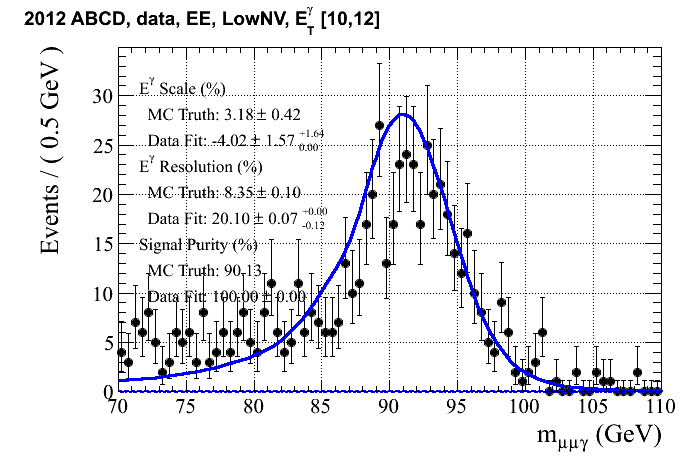 2012 ABCD, data, EE, LowNV, E_T^γ [10,12]
Events / ( 0.5 GeV )
30
25
20
15
10
5
0
E^γ Scale (%)
MC Truth: 3.18 ± 0.42
Data Fit: -4.02 ± 1.57 +1.64 0.00
E^γ Resolution (%)
MC Truth: 8.35 ± 0.10
Data Fit: 20.10 ± 0.07 +0.00 -0.12
Signal Purity (%)
MC Truth: 90.13
Data Fit: 100.00 ± 0.00
70 75 80 85 90 95 100 105 110
m_μμγ (GeV)